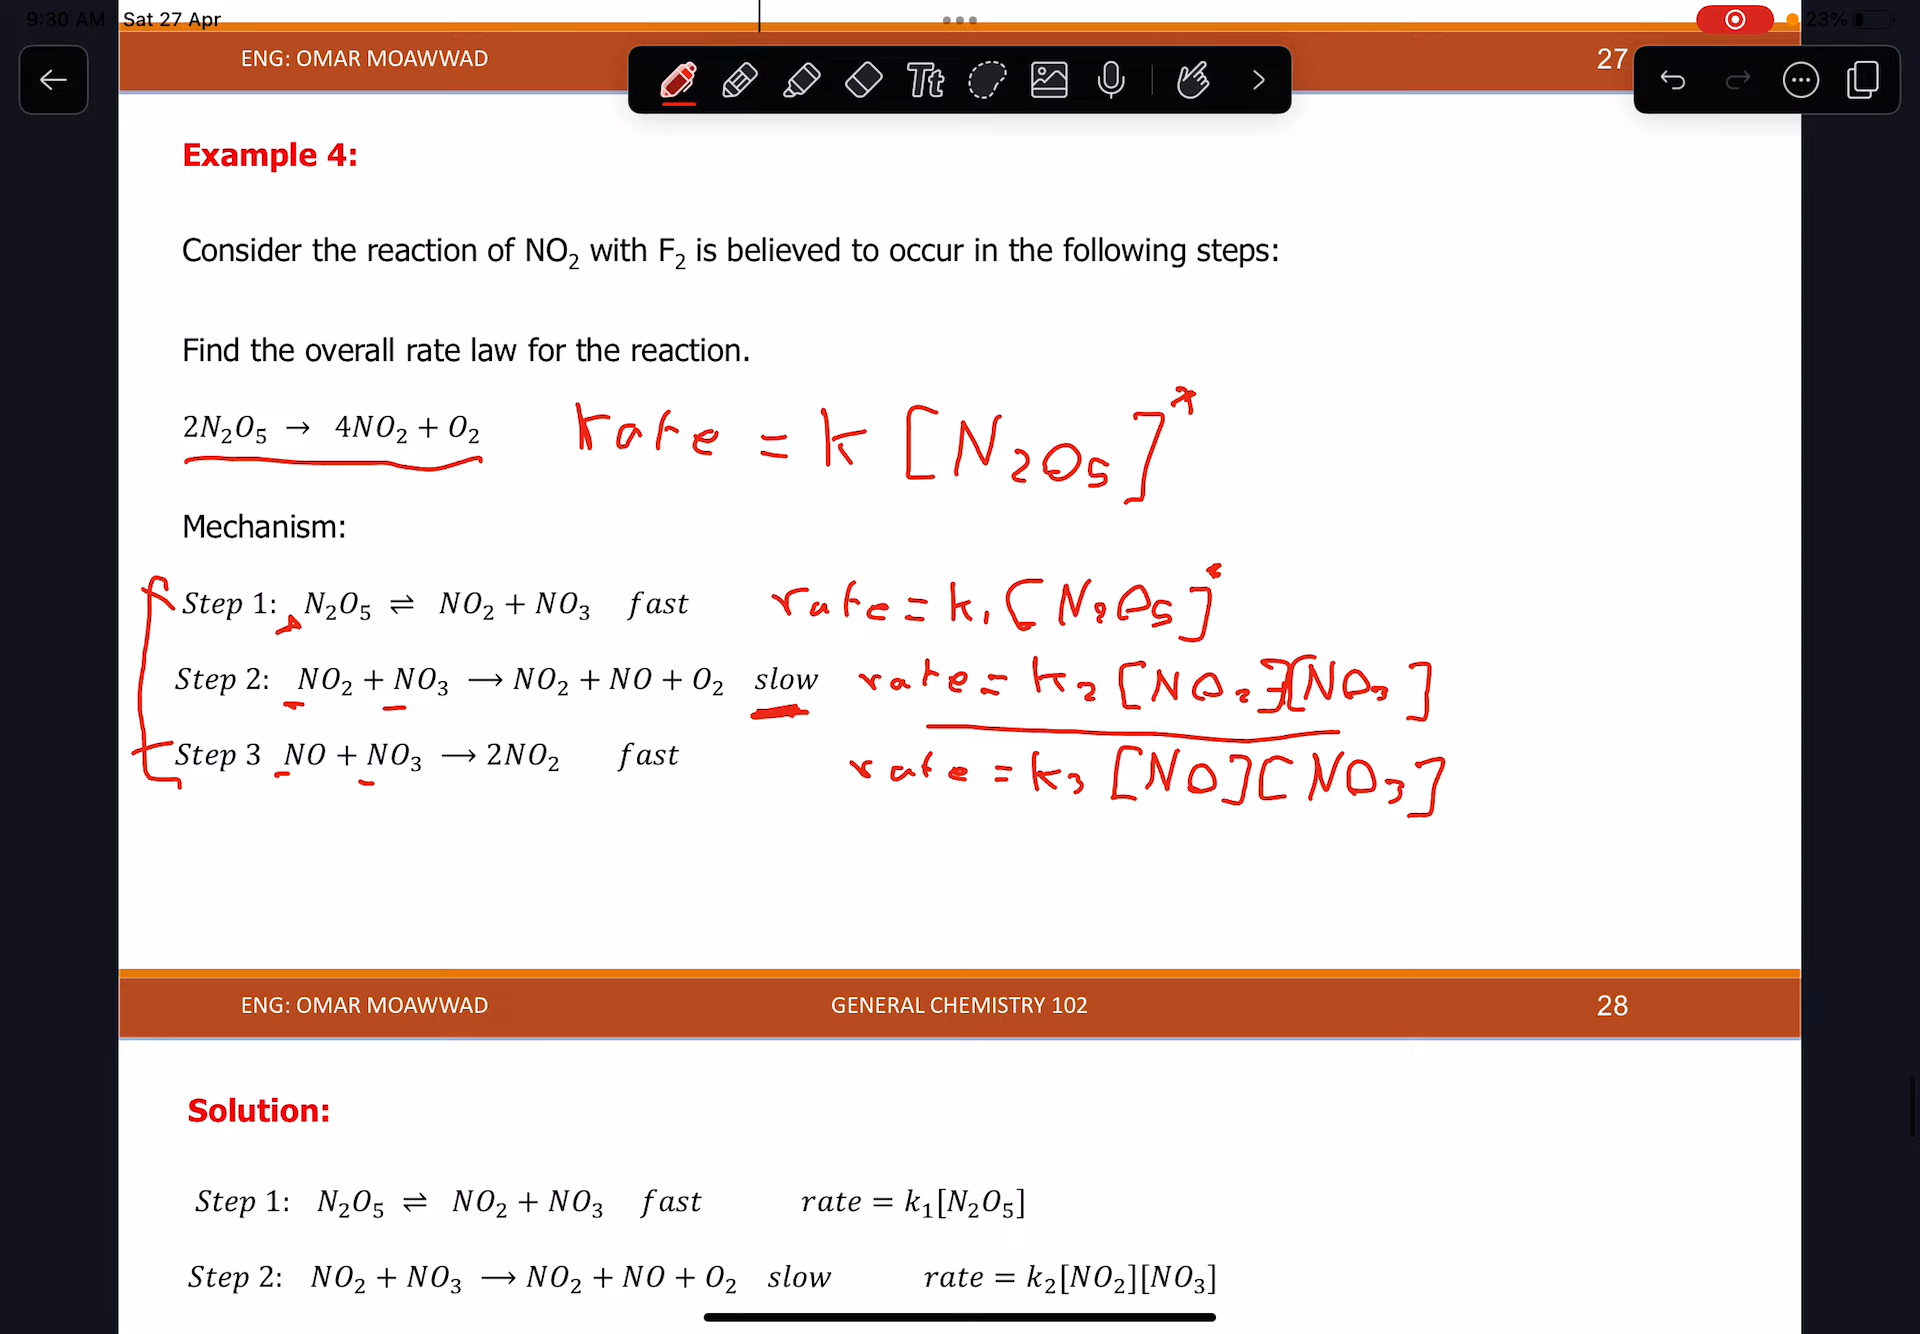 9:30 AM Sat 27 Apr
23%
ENG: OMAR MOAWWAD 27
Tt
Example 4:
Consider the reaction of NO₂ with F₂ is believed to occur in the following steps:
Find the overall rate law for the reaction.
2N₂O₅ → 4NO₂ + O₂ rate = k [N₂O₅]ˣ
Mechanism:
Step 1: N₂O₅ ⇌ NO₂ + NO₃ fast rate = k₁ [N₂O₅]
Step 2: NO₂ + NO₃ ⟶ NO₂ + NO + O₂ slow rate = k₂ [NO₂][NO₃]
Step 3 NO + NO₃ ⟶ 2NO₂ fast rate = k₃ [NO][NO₃]
ENG: OMAR MOAWWAD GENERAL CHEMISTRY 102 28
Solution:
Step 1: N₂O₅ ⇌ NO₂ + NO₃ fast rate = k₁[N₂O₅]
Step 2: NO₂ + NO₃ ⟶ NO₂ + NO + O₂ slow rate = k₂[NO₂][NO₃]